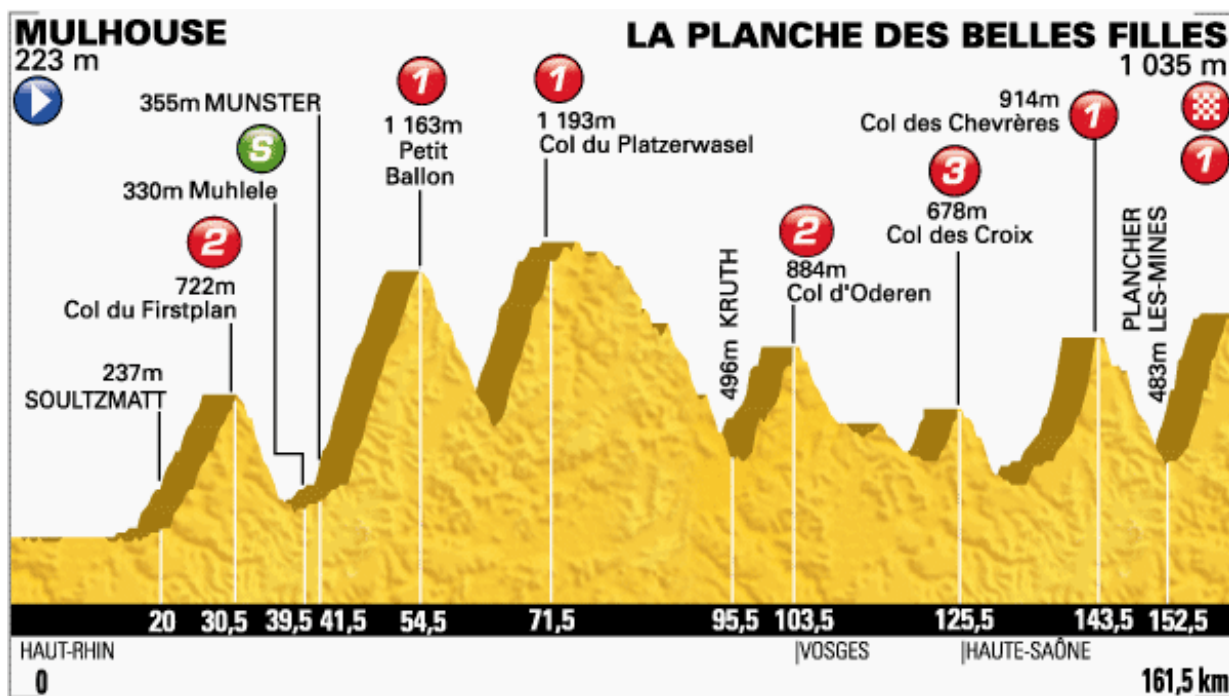 MULHOUSE
223 m
LA PLANCHE DES BELLES FILLES
1 035 m
355m MUNSTER
S
330m Muhlele
2
722m
Col du Firstplan
237m
SOULTZMATT
1
1 163m
Petit
Ballon
1
1 193m
Col du Platzerwasel
496m KRUTH
2
884m
Col d'Oderen
3
678m
Col des Croix
914m
Col des Chevrères
1
PLANCHER
LES-MINES
483m
1
20 30,5 39,5 41,5 54,5 71,5 95,5 103,5 125,5 143,5 152,5
HAUT-RHIN |VOSGES |HAUTE-SAÔNE
0 161,5 km